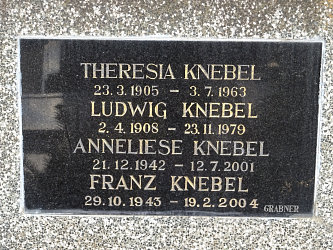 THERESIA KNEBEL
23.3.1905 - 3.7.1963
LUDWIG KNEBEL
2.4.1908 - 23.11.1979
ANNELIESE KNEBEL
21.12.1942 - 12.7.2001
FRANZ KNEBEL
29.10.1943 - 19.2.2004
GRABNER